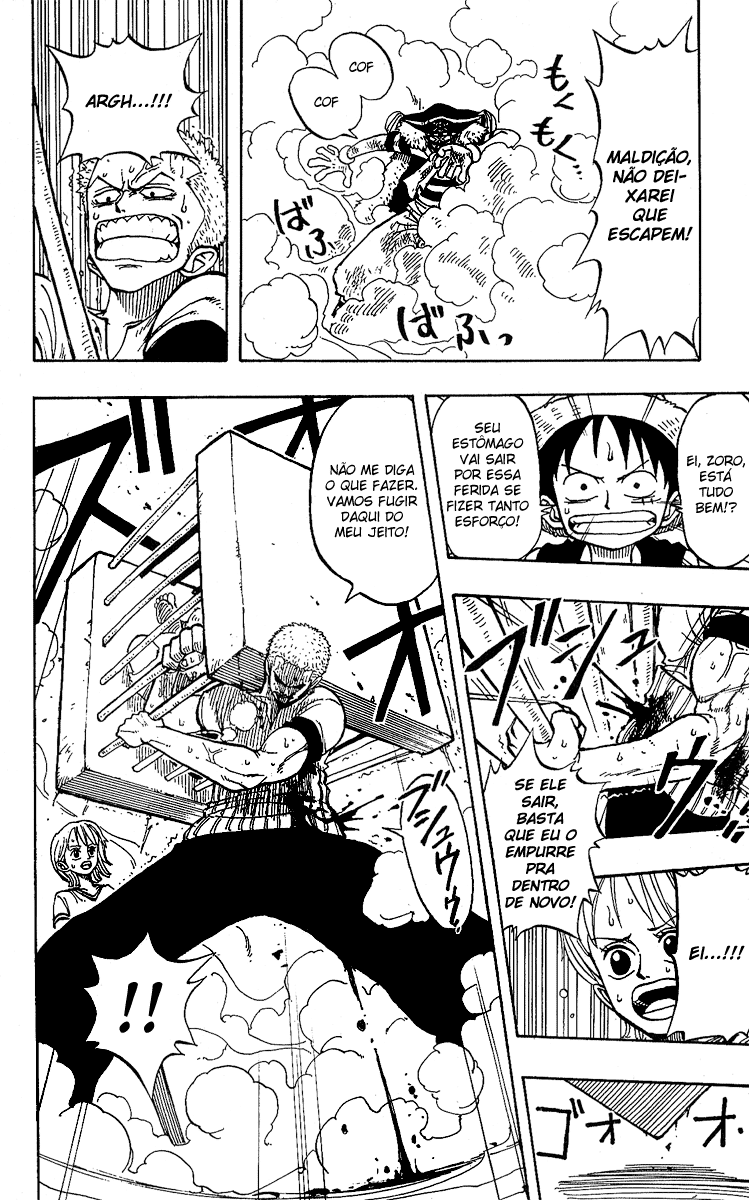 MALDIÇÃO,
NÃO DEI-
XAREI
QUE
ESCAPEM!
もく
もく
COF
COF
ばふっ
ばふっ
ARGH...!!!
EI, ZORO,
ESTÁ
TUDO
BEM!?
SEU
ESTÔMAGO
VAI SAIR
POR ESSA
FERIDA SE
FIZER TANTO
ESFORÇO!
ブシュウウ
SE ELE
SAIR,
BASTA
QUE EU O
EMPURRE
PRA
DENTRO
DE NOVO!
EI...!!!
ゴオオ
NÃO ME DIGA
O QUE FAZER.
VAMOS FUGIR
DAQUI DO
MEU JEITO!
ブシュウウ
!!